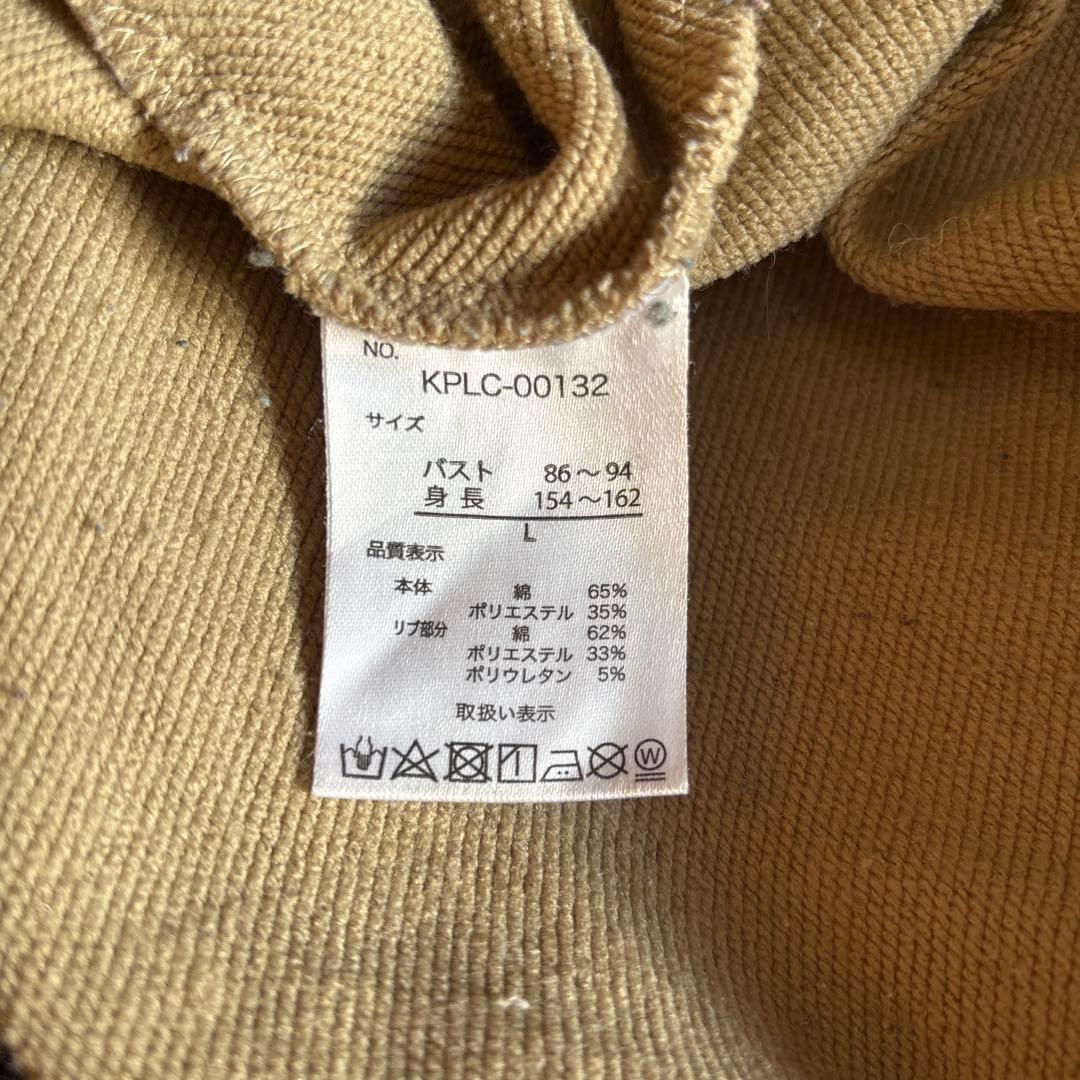 NO.
KPLC-00132
サイズ
バスト 86～94
身長 154～162
L
品質表示
本体 綿 65%
ポリエステル 35%
リブ部分 綿 62%
ポリエステル 33%
ポリウレタン 5%
取扱い表示
W